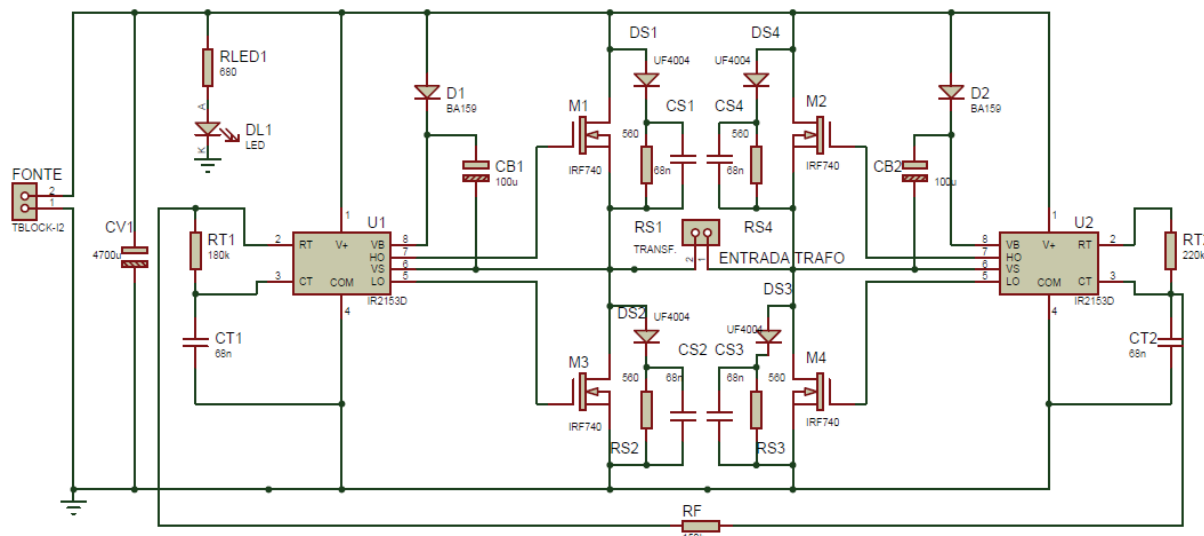 DS1
DS4
RLED1
680
UF4004
UF4004
D1
BA159
D2
BA159
M1
CS1
CS4
M2
A
DL1
LED
K
560
68n
560
68n
IRF740
IRF740
CB1
100u
CB2
100u
FONTE
2
1
TBLOCK-I2
CV1
4700u
RT1
180k
U1
1
2
RT
V+
VB
8
HO
7
VS
6
LO
5
3
CT
COM
IR2153D
4
RS1
TRANSF.
RS4
2
1
ENTRADA TRAFO
U2
1
8
VB
V+
RT
2
7
HO
6
VS
5
LO
CT
3
COM
IR2153D
4
220k
CT1
68n
CT2
68n
DS2
UF4004
DS3
UF4004
M3
CS2
CS3
M4
560
68n
68n
560
IRF740
IRF740
RS2
RS3
RF